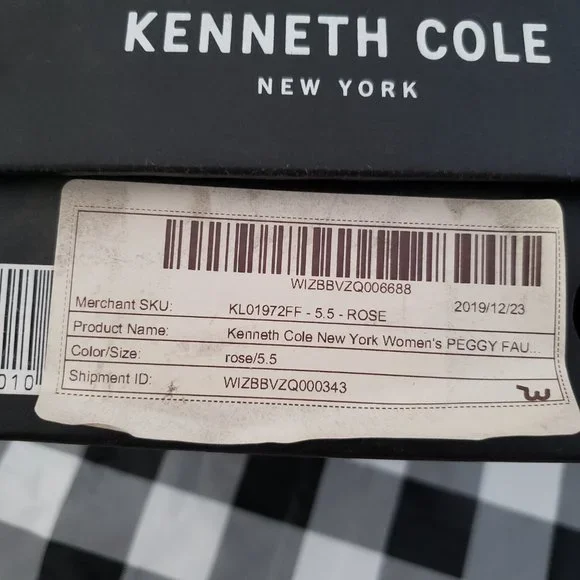 KENNETH COLE
NEW YORK
WIZBBVZQ006688
Merchant SKU: KL01972FF - 5.5 - ROSE 2019/12/23
Product Name: Kenneth Cole New York Women's PEGGY FAU...
Color/Size: rose/5.5
Shipment ID: WIZBBVZQ000343
010